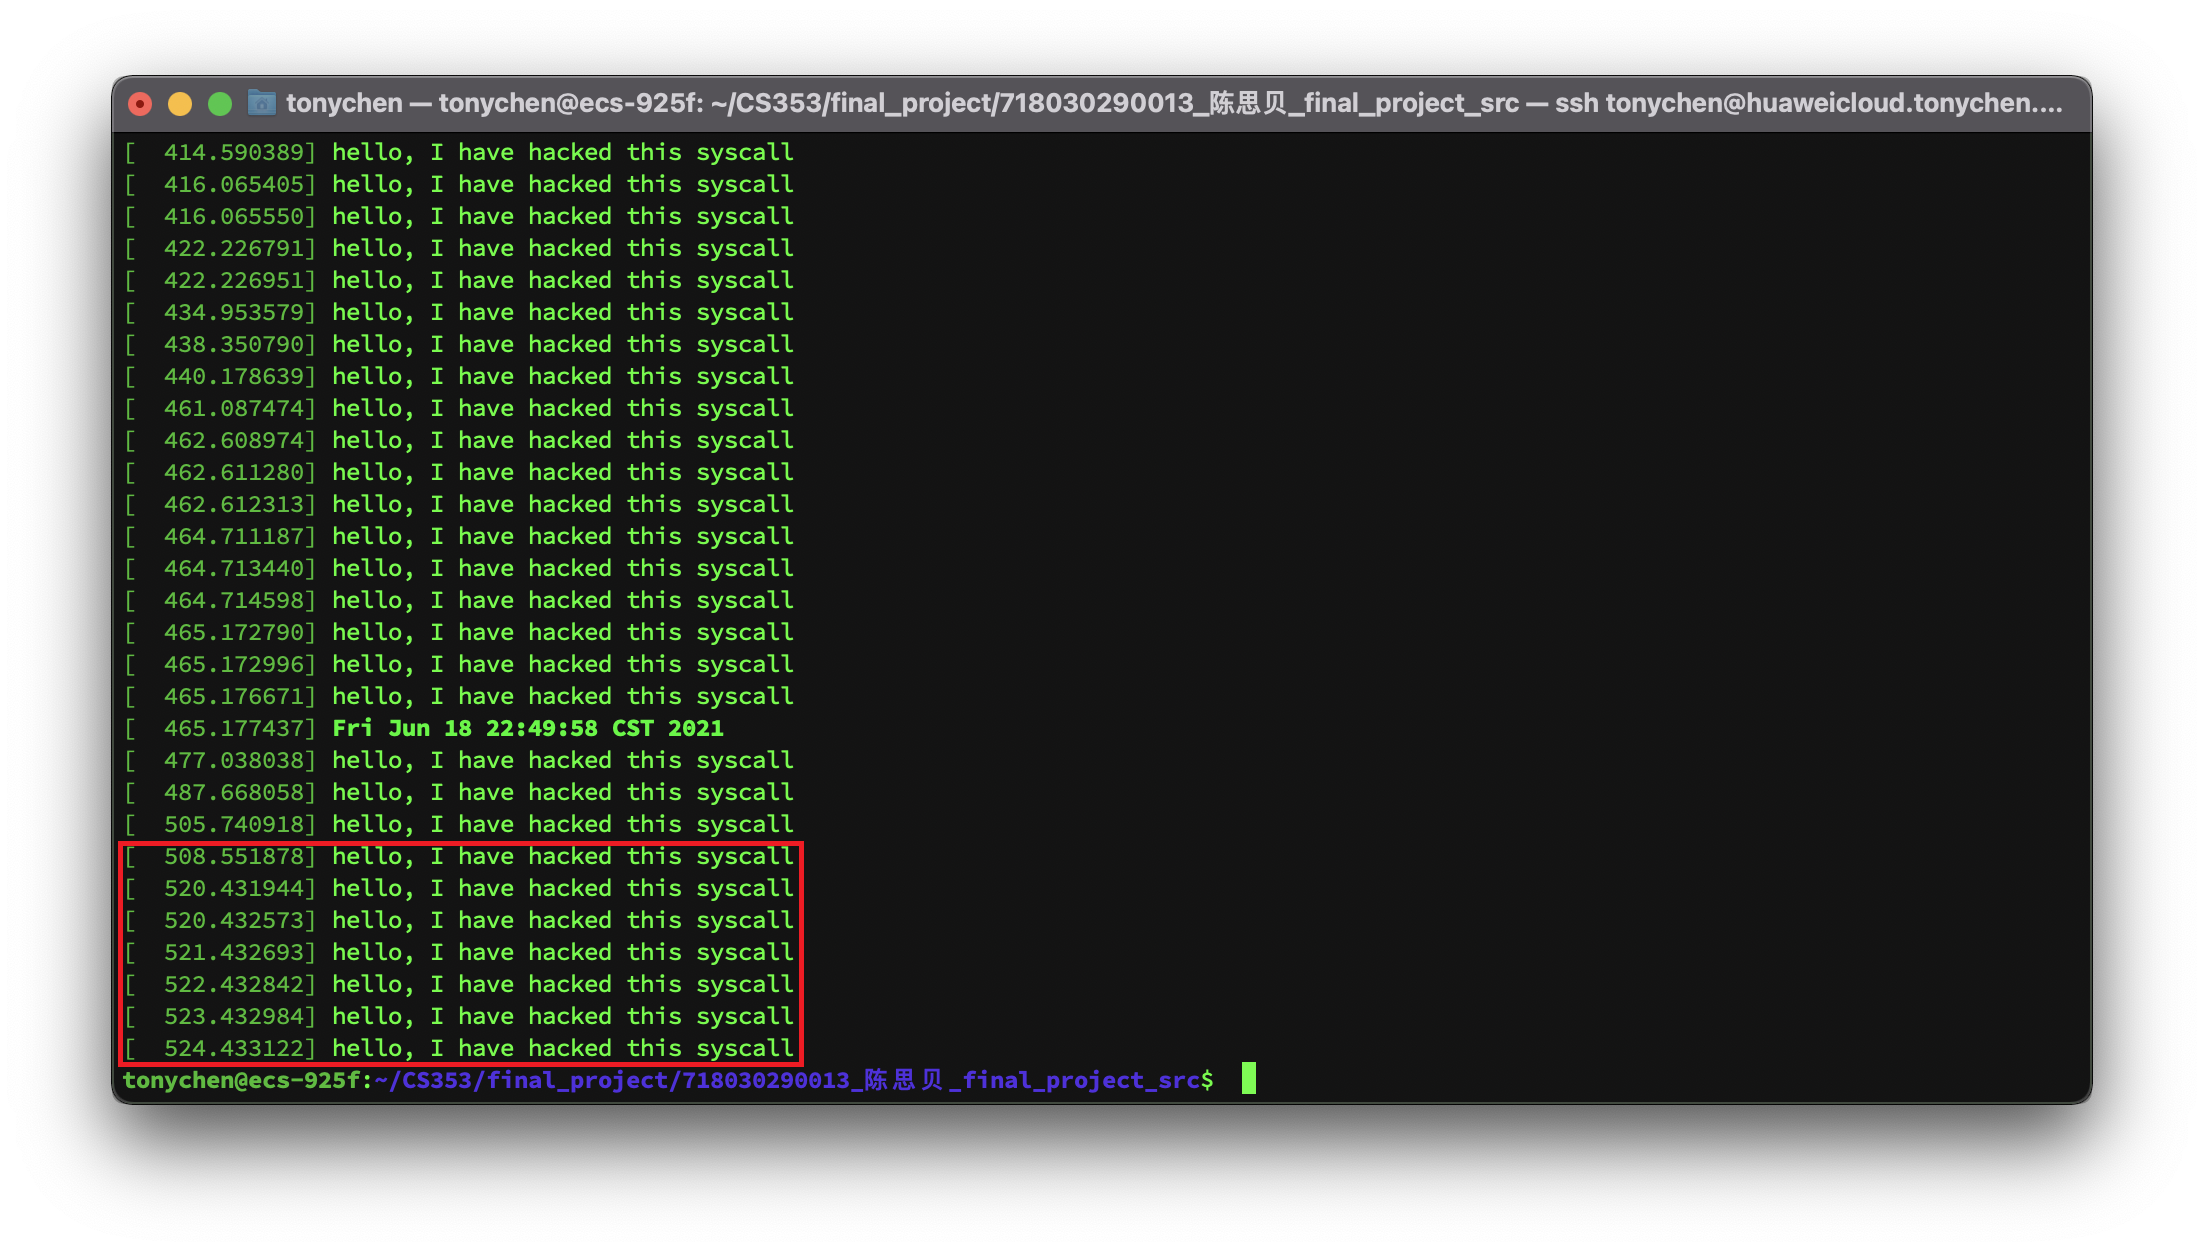 tonychen — tonychen@ecs-925f: ~/CS353/final_project/718030290013_陈思贝_final_project_src — ssh tonychen@huaweicloud.tonychen....
[  414.590389] hello, I have hacked this syscall
[  416.065405] hello, I have hacked this syscall
[  416.065550] hello, I have hacked this syscall
[  422.226791] hello, I have hacked this syscall
[  422.226951] hello, I have hacked this syscall
[  434.953579] hello, I have hacked this syscall
[  438.350790] hello, I have hacked this syscall
[  440.178639] hello, I have hacked this syscall
[  461.087474] hello, I have hacked this syscall
[  462.608974] hello, I have hacked this syscall
[  462.611280] hello, I have hacked this syscall
[  462.612313] hello, I have hacked this syscall
[  464.711187] hello, I have hacked this syscall
[  464.713440] hello, I have hacked this syscall
[  464.714598] hello, I have hacked this syscall
[  465.172790] hello, I have hacked this syscall
[  465.172996] hello, I have hacked this syscall
[  465.176671] hello, I have hacked this syscall
[  465.177437] Fri Jun 18 22:49:58 CST 2021
[  477.038038] hello, I have hacked this syscall
[  487.668058] hello, I have hacked this syscall
[  505.740918] hello, I have hacked this syscall
[  508.551878] hello, I have hacked this syscall
[  520.431944] hello, I have hacked this syscall
[  520.432573] hello, I have hacked this syscall
[  521.432693] hello, I have hacked this syscall
[  522.432842] hello, I have hacked this syscall
[  523.432984] hello, I have hacked this syscall
[  524.433122] hello, I have hacked this syscall
tonychen@ecs-925f:~/CS353/final_project/718030290013_陈思贝_final_project_src$